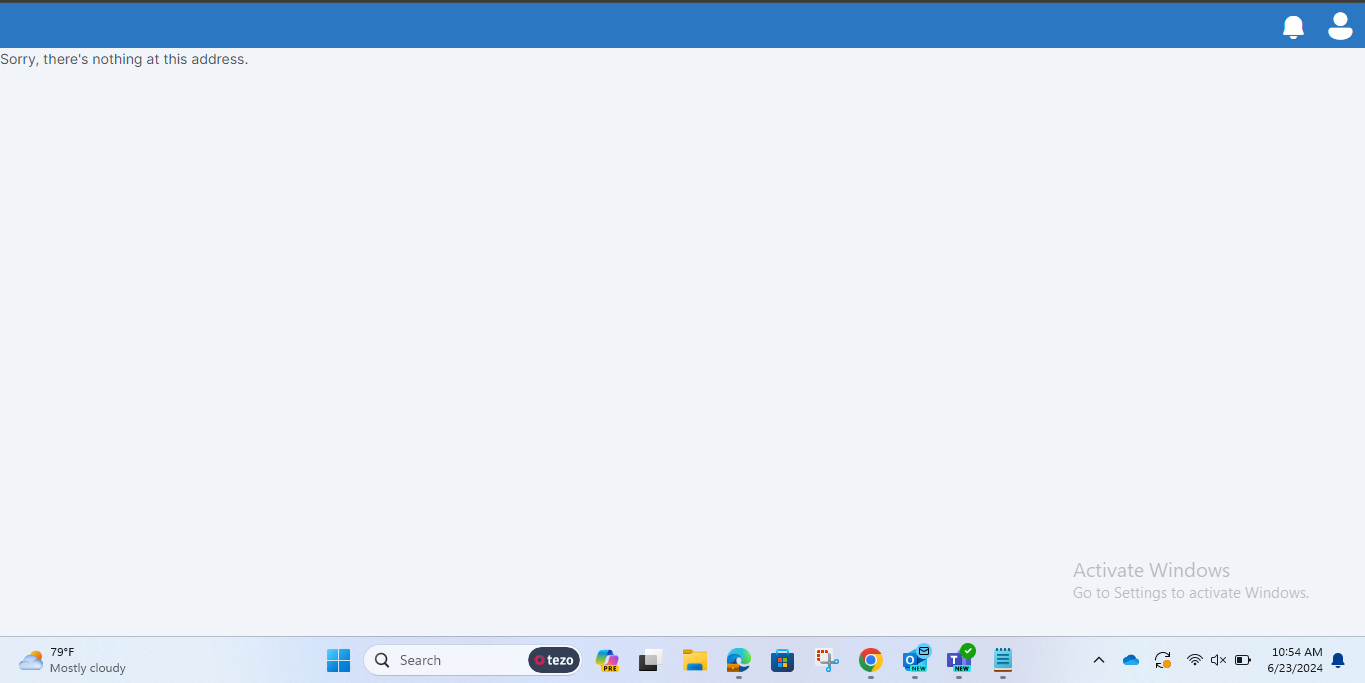 Sorry, there's nothing at this address.
Activate Windows
Go to Settings to activate Windows.
79°F
Mostly cloudy
Search
tezo
PRE
NEW
NEW
10:54 AM
6/23/2024